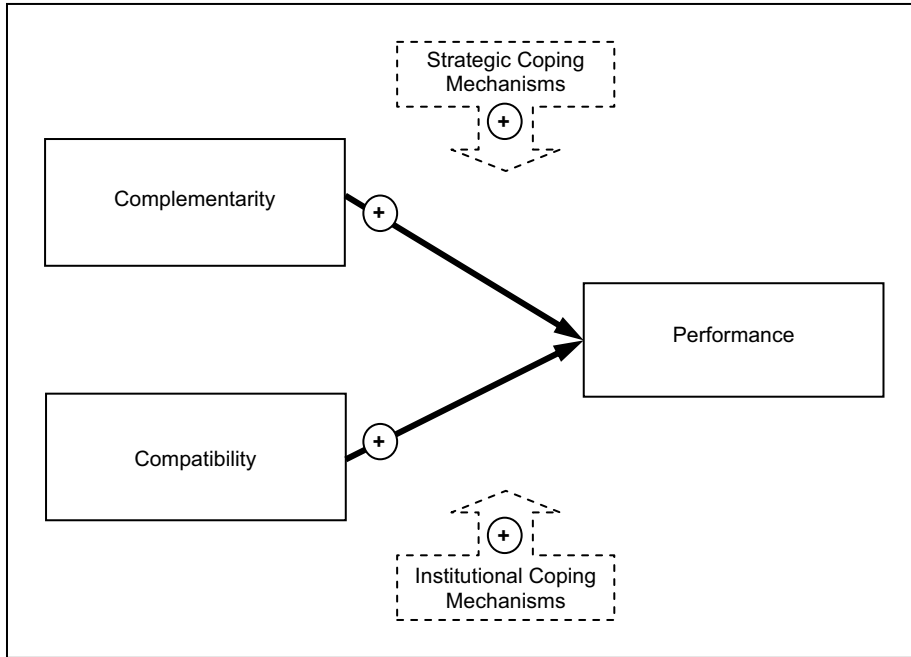 Strategic Coping
Mechanisms
+
Complementarity
+
Performance
Compatibility
+
+
Institutional Coping
Mechanisms